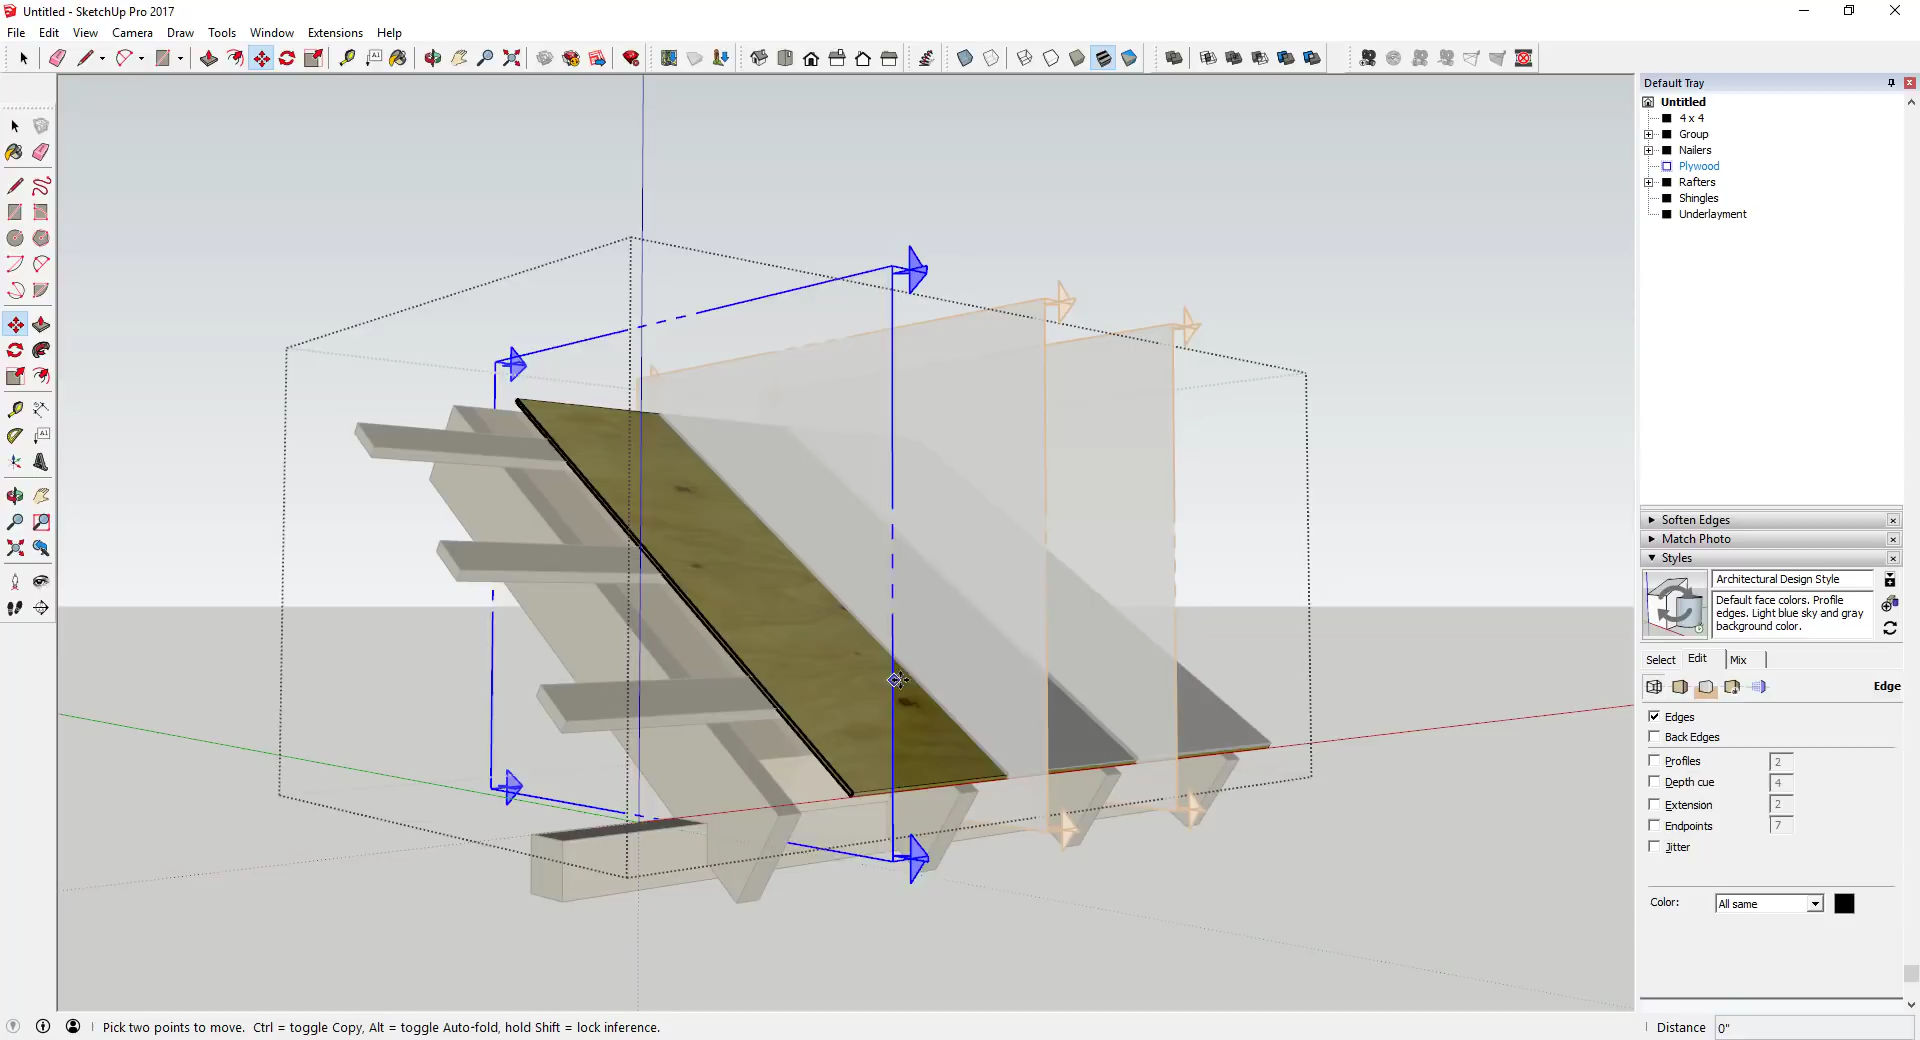 Untitled - SketchUp Pro 2017
File Edit View Camera Draw Tools Window Extensions Help
Default Tray
Untitled
4 x 4
Group
Nailers
Plywood
Rafters
Shingles
Underlayment
Soften Edges
Match Photo
Styles
Architectural Design Style
Default face colors. Profile
edges. Light blue sky and gray
background color.
Select Edit Mix
Edge
Edges
Back Edges
Profiles 2
Depth cue 4
Extension 2
Endpoints 7
Jitter
Color: All same
Pick two points to move. Ctrl = toggle Copy, Alt = toggle Auto-fold, hold Shift = lock inference.
Distance 0"